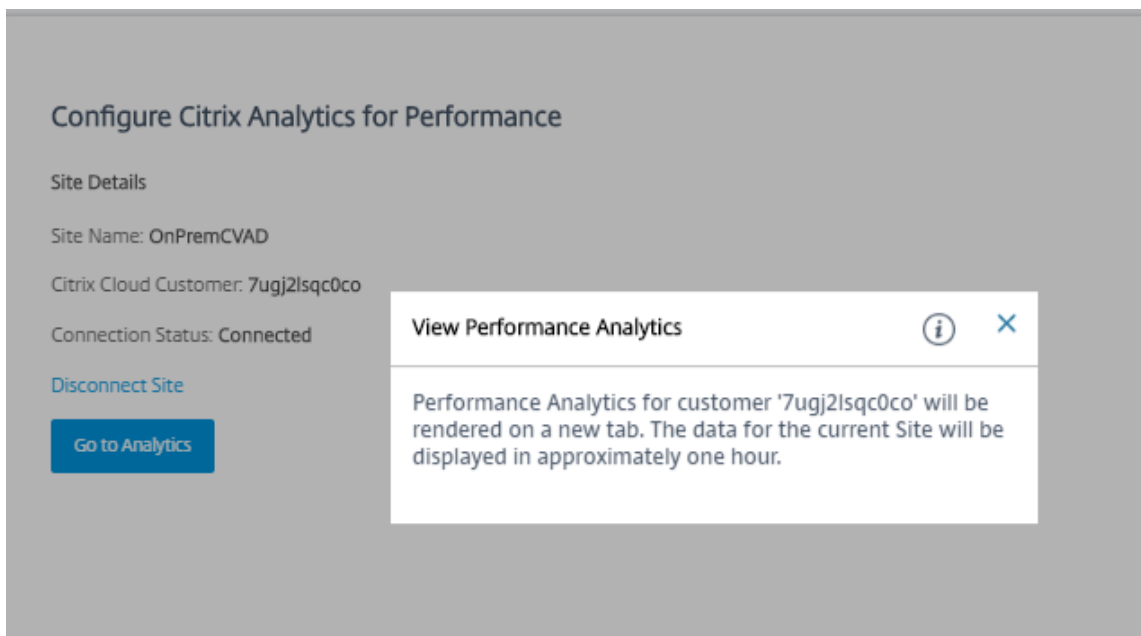 Configure Citrix Analytics for Performance
Site Details
Site Name: OnPremCVAD
Citrix Cloud Customer: 7ugj2lsqc0co
Connection Status: Connected
Disconnect Site
Go to Analytics
View Performance Analytics
Performance Analytics for customer '7ugj2lsqc0co' will be
rendered on a new tab. The data for the current Site will be
displayed in approximately one hour.